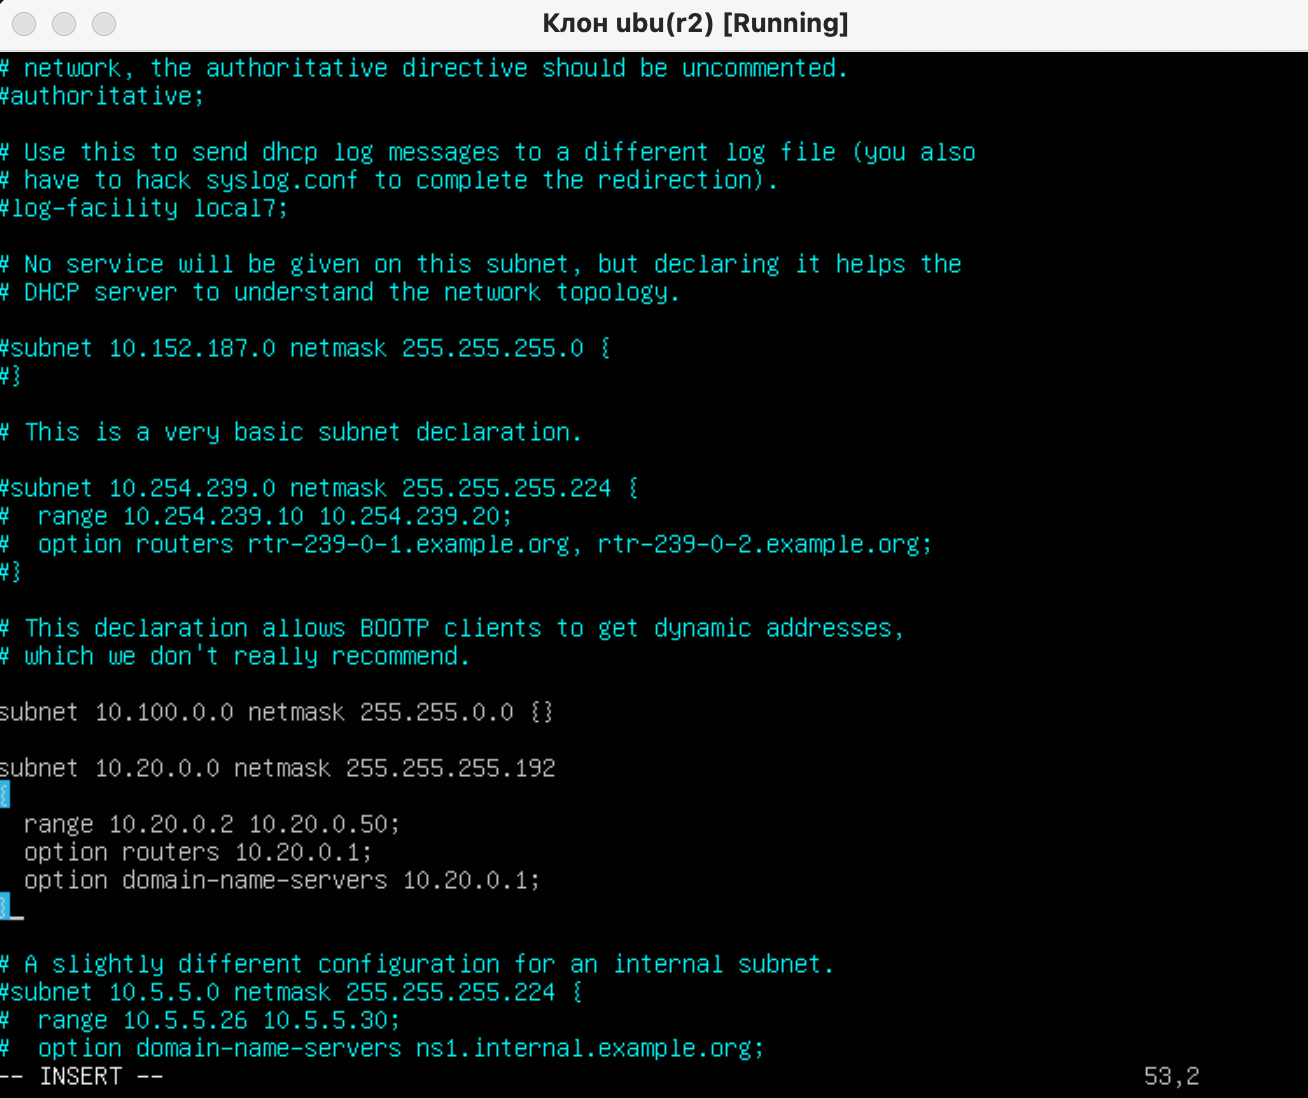 Клон ubu(r2) [Running]
# network, the authoritative directive should be uncommented.
#authoritative;
# Use this to send dhcp log messages to a different log file (you also
# have to hack syslog.conf to complete the redirection).
#log-facility local7;
# No service will be given on this subnet, but declaring it helps the
# DHCP server to understand the network topology.
#subnet 10.152.187.0 netmask 255.255.255.0 {
#}
# This is a very basic subnet declaration.
#subnet 10.254.239.0 netmask 255.255.255.224 {
#  range 10.254.239.10 10.254.239.20;
#  option routers rtr-239-0-1.example.org, rtr-239-0-2.example.org;
#}
# This declaration allows BOOTP clients to get dynamic addresses,
# which we don't really recommend.
subnet 10.100.0.0 netmask 255.255.0.0 {}
subnet 10.20.0.0 netmask 255.255.255.192
{
  range 10.20.0.2 10.20.0.50;
  option routers 10.20.0.1;
  option domain-name-servers 10.20.0.1;
}
# A slightly different configuration for an internal subnet.
#subnet 10.5.5.0 netmask 255.255.255.224 {
#  range 10.5.5.26 10.5.5.30;
#  option domain-name-servers ns1.internal.example.org;
-- INSERT -- 53,2